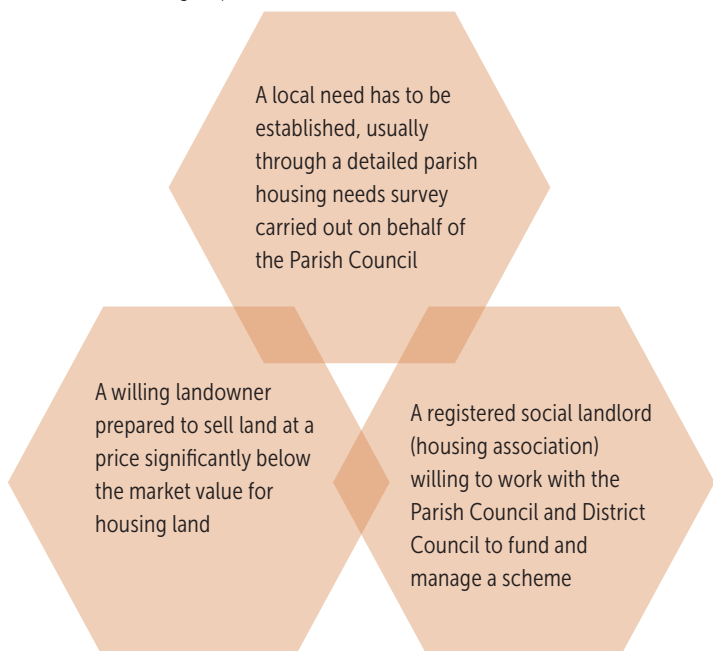 A local need has to be
established, usually
through a detailed parish
housing needs survey
carried out on behalf of
the Parish Council
A willing landowner
prepared to sell land at a
price significantly below
the market value for
housing land
A registered social landlord
(housing association)
willing to work with the
Parish Council and District
Council to fund and
manage a scheme